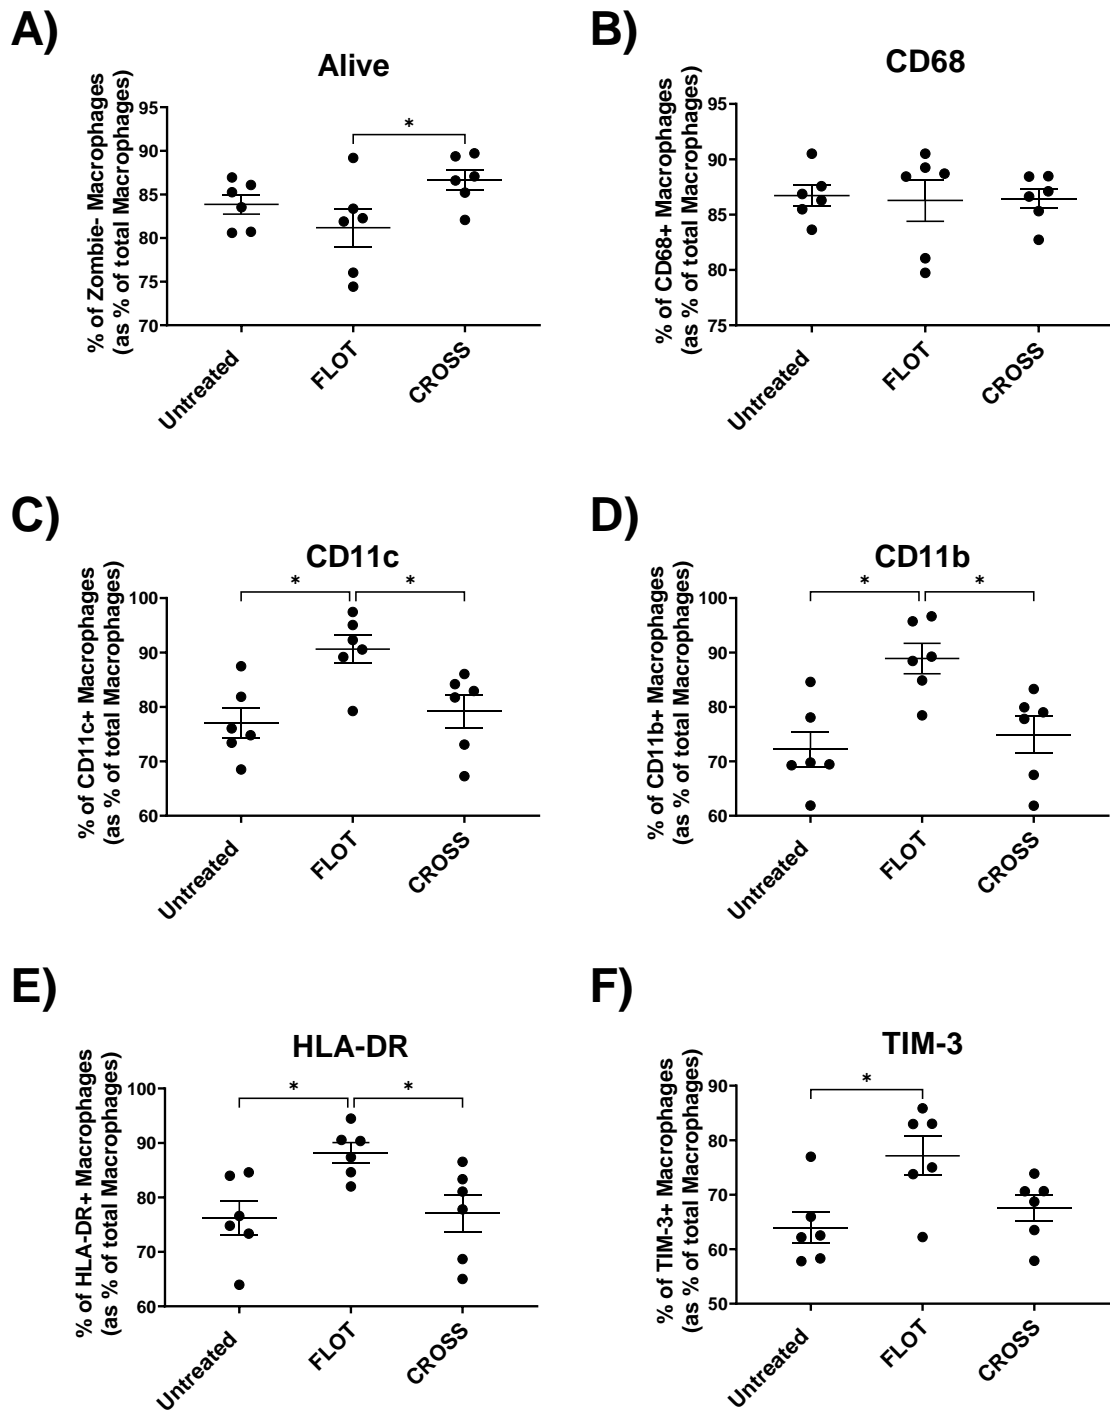 A)
Alive
% of Zombie- Macrophages
(as % of total Macrophages)
95
90
85
80
75
70
*
Untreated
FLOT
CROSS
B)
CD68
% of CD68+ Macrophages
(as % of total Macrophages)
95
90
85
80
75
Untreated
FLOT
CROSS
C)
CD11c
% of CD11c+ Macrophages
(as % of total Macrophages)
100
90
80
70
60
*
*
Untreated
FLOT
CROSS
D)
CD11b
% of CD11b+ Macrophages
(as % of total Macrophages)
100
90
80
70
60
*
*
Untreated
FLOT
CROSS
E)
HLA-DR
% of HLA-DR+ Macrophages
(as % of total Macrophages)
100
90
80
70
60
*
*
Untreated
FLOT
CROSS
F)
TIM-3
% of TIM-3+ Macrophages
(as % of total Macrophages)
90
80
70
60
50
*
Untreated
FLOT
CROSS